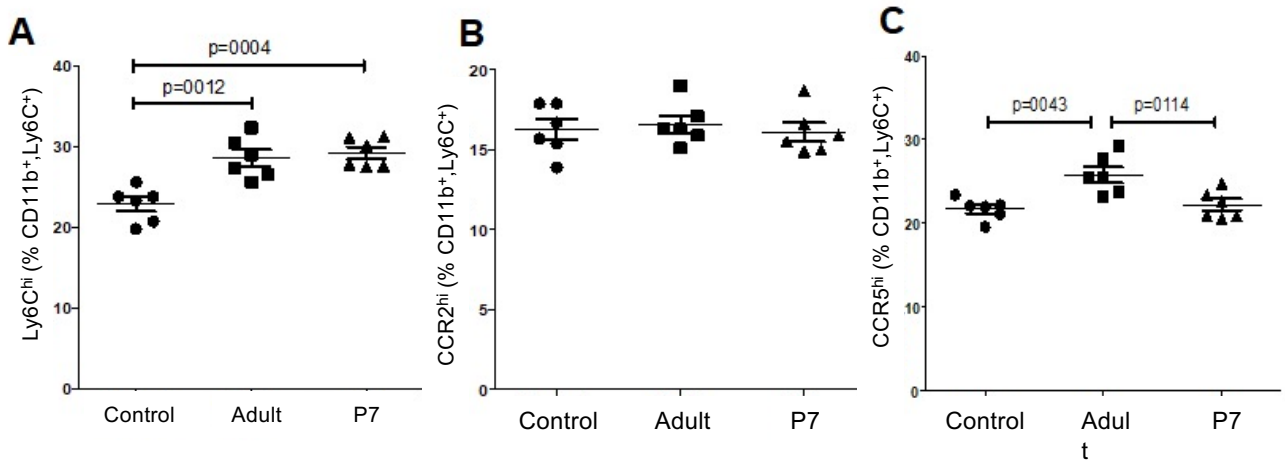 A
p=0004
p=0012
40
30
20
10
0
Ly6Chi (% CD11b+,Ly6C+)
Control Adult P7
B
20
15
10
5
0
CCR2hi (% CD11b+,Ly6C+)
Control Adult P7
C
p=0043 p=0114
40
30
20
10
0
CCR5hi (% CD11b+,Ly6C+)
Control Adul P7
t